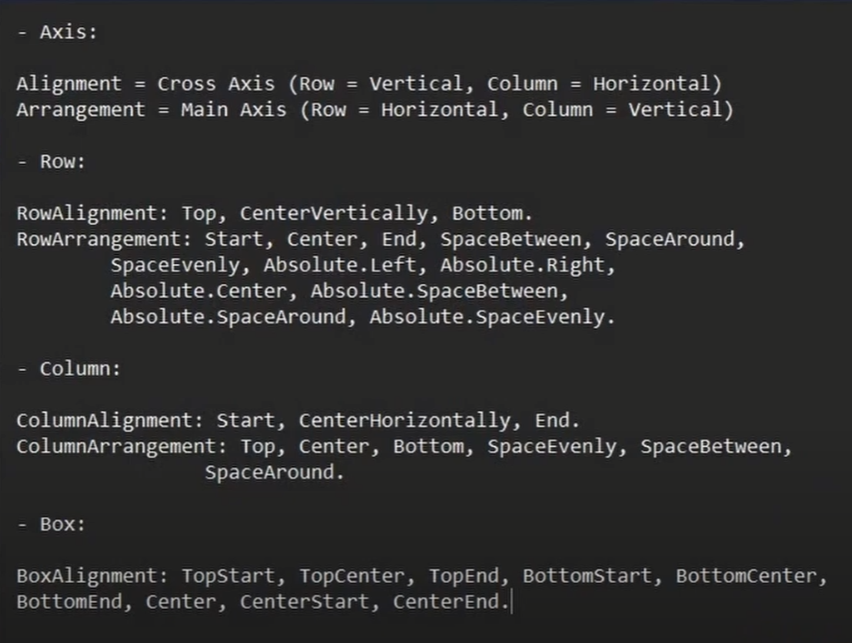 - Axis:
Alignment = Cross Axis (Row = Vertical, Column = Horizontal)
Arrangement = Main Axis (Row = Horizontal, Column = Vertical)
- Row:
RowAlignment: Top, CenterVertically, Bottom.
RowArrangement: Start, Center, End, SpaceBetween, SpaceAround,
SpaceEvenly, Absolute.Left, Absolute.Right,
Absolute.Center, Absolute.SpaceBetween,
Absolute.SpaceAround, Absolute.SpaceEvenly.
- Column:
ColumnAlignment: Start, CenterHorizontally, End.
ColumnArrangement: Top, Center, Bottom, SpaceEvenly, SpaceBetween,
SpaceAround.
- Box:
BoxAlignment: TopStart, TopCenter, TopEnd, BottomStart, BottomCenter,
BottomEnd, Center, CenterStart, CenterEnd.